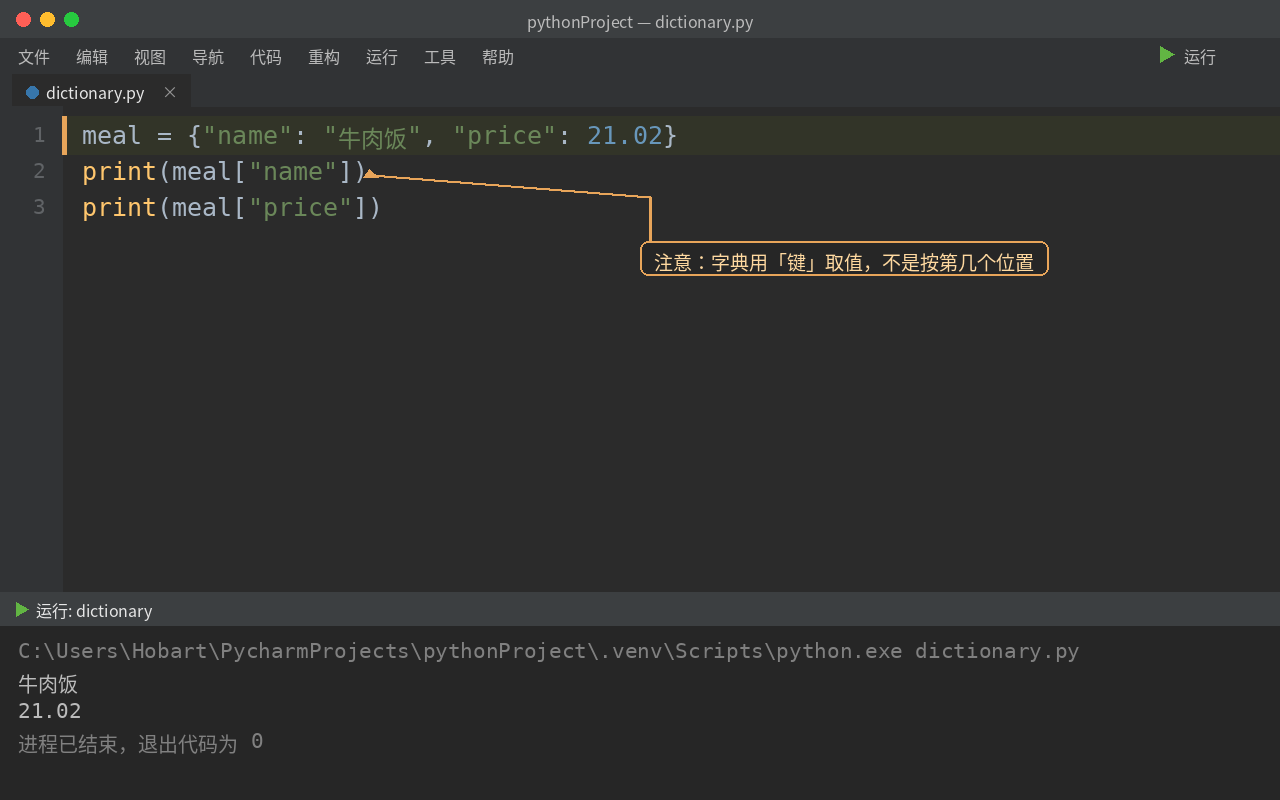 pythonProject — dictionary.py
文件 编辑 视图 导航 代码 重构 运行 工具 帮助 运行
dictionary.py ×
1 meal = {"name": "牛肉饭", "price": 21.02}
2 print(meal["name"])
3 print(meal["price"])
注意：字典用「键」取值，不是按第几个位置
运行: dictionary
C:\Users\Hobart\PycharmProjects\pythonProject\.venv\Scripts\python.exe dictionary.py
牛肉饭
21.02
进程已结束，退出代码为 0